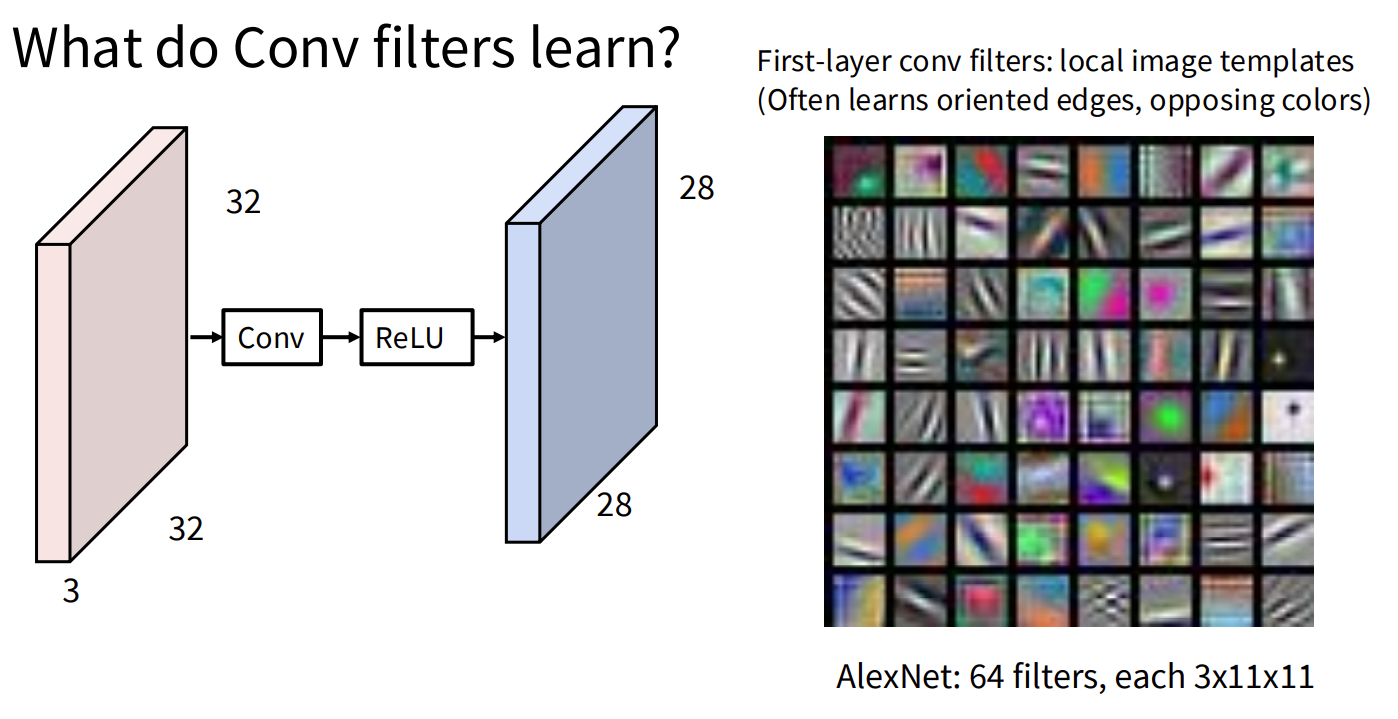 What do Conv filters learn?
First-layer conv filters: local image templates
(Often learns oriented edges, opposing colors)
32
28
Conv
ReLU
28
32
3
AlexNet: 64 filters, each 3x11x11